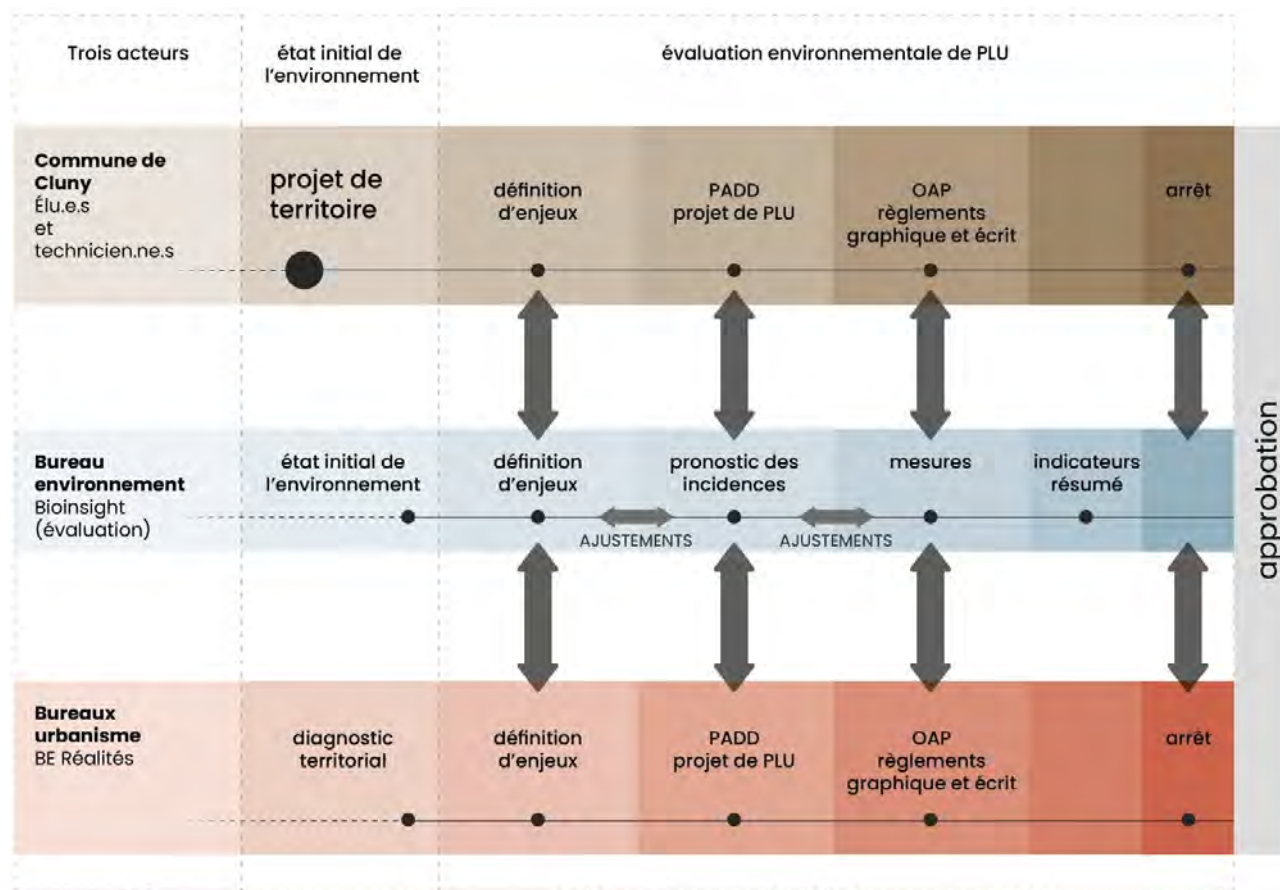 Trois acteurs
état initial de
l'environnement
évaluation environnementale de PLU
Commune de
Cluny
Élu.e.s
et
technicien.ne.s
projet de
territoire
définition
d'enjeux
PADD
projet de PLU
OAP
règlements
graphique et écrit
arrêt
Bureau
environnement
Bioinsight
(évaluation)
état initial de
l'environnement
définition
d'enjeux
pronostic des
incidences
mesures
indicateurs
résumé
AJUSTEMENTS
AJUSTEMENTS
Bureaux
urbanisme
BE Réalités
diagnostic
territorial
définition
d'enjeux
PADD
projet de PLU
OAP
règlements
graphique et écrit
arrêt
approbation